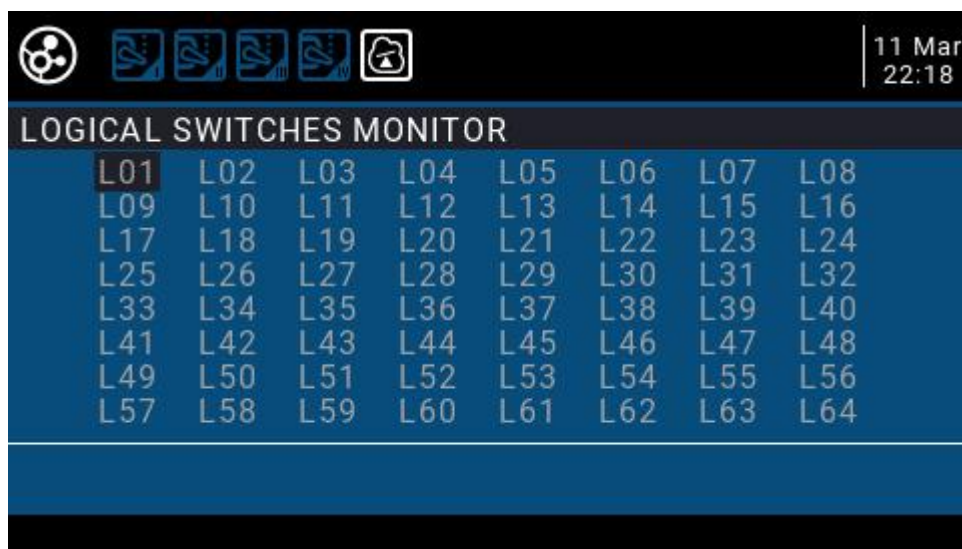 11 Mar
22:18
LOGICAL SWITCHES MONITOR
L01 L02 L03 L04 L05 L06 L07 L08
L09 L10 L11 L12 L13 L14 L15 L16
L17 L18 L19 L20 L21 L22 L23 L24
L25 L26 L27 L28 L29 L30 L31 L32
L33 L34 L35 L36 L37 L38 L39 L40
L41 L42 L43 L44 L45 L46 L47 L48
L49 L50 L51 L52 L53 L54 L55 L56
L57 L58 L59 L60 L61 L62 L63 L64